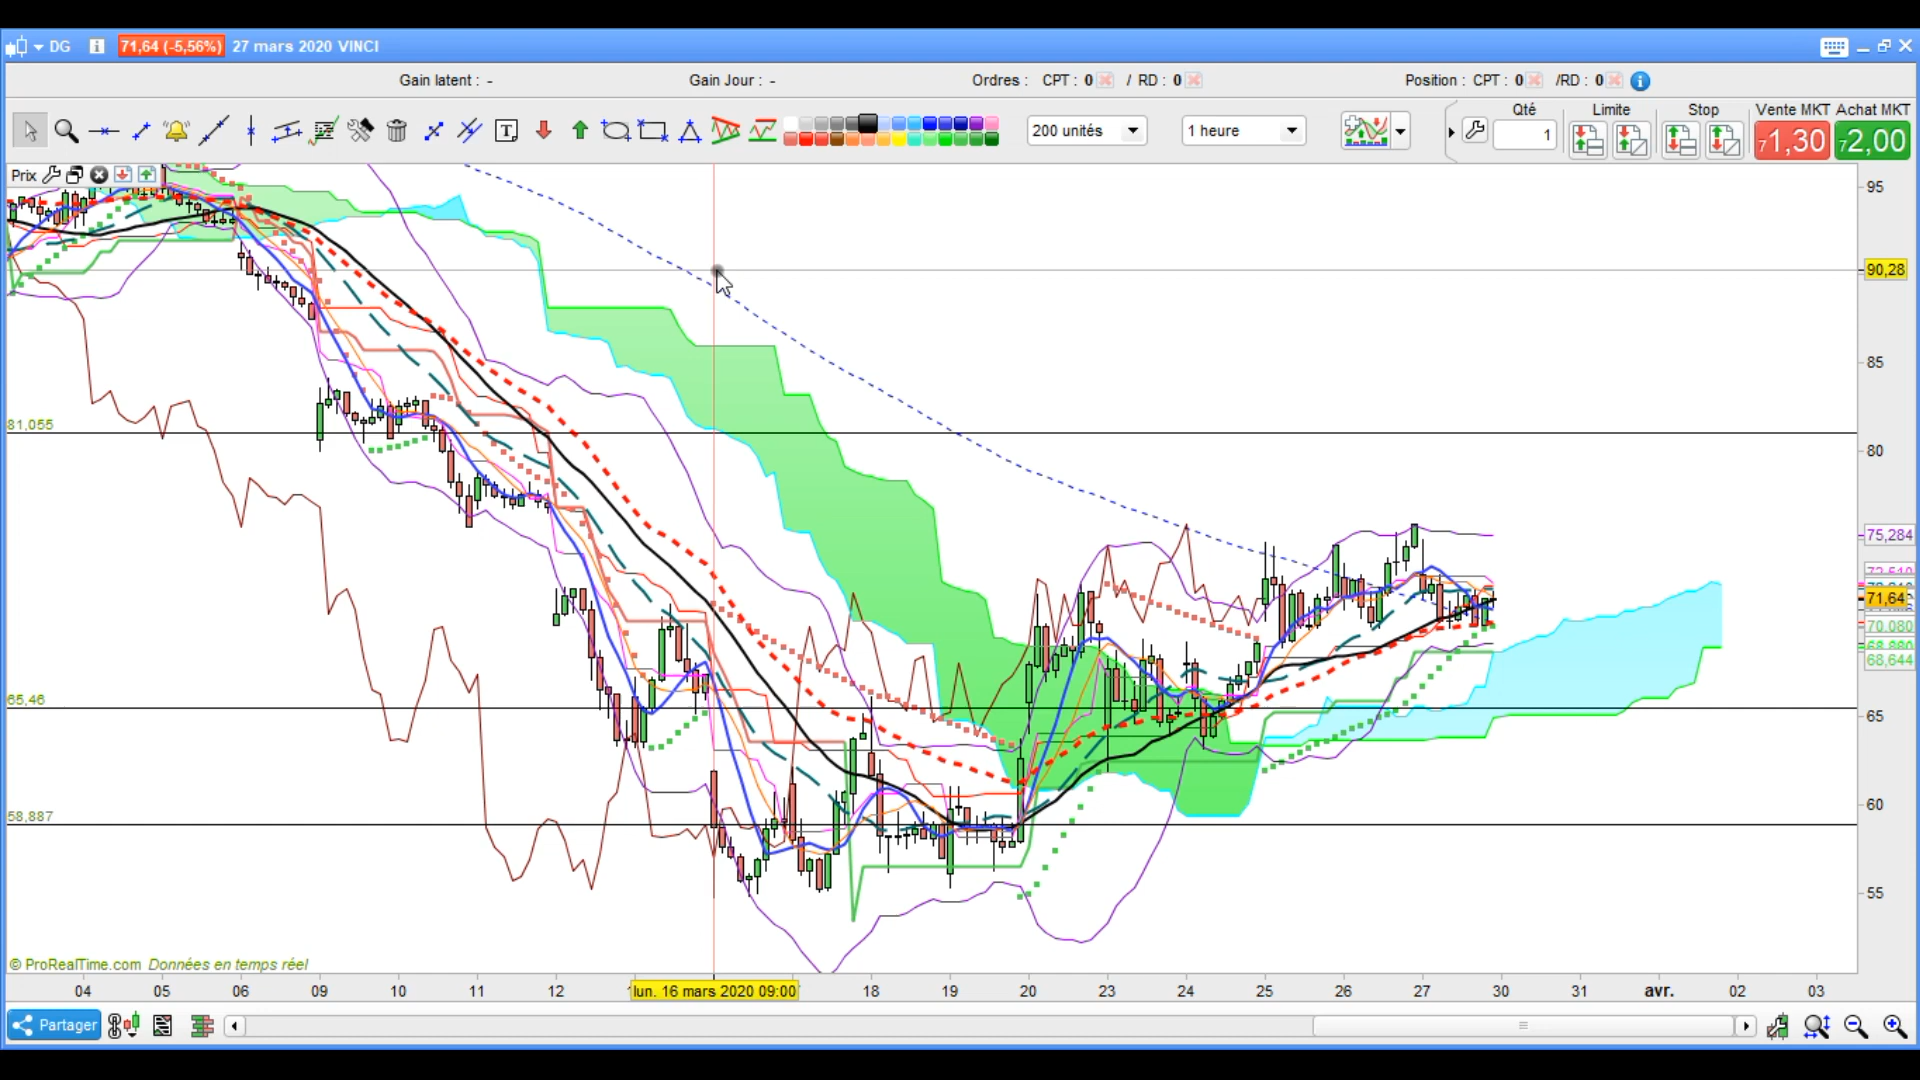 DG 71,64 (-5,56%) 27 mars 2020 VINCI
Gain latent : - Gain Jour : - Ordres : CPT : 0 / RD : 0 Position : CPT : 0 /RD : 0
200 unités 1 heure Qté 1 Limite Stop Vente MKT Achat MKT
71,30 72,00
Prix
95
90,28
85
81,055
80
75,284
71,64
70,080
68,644
65,46
65
60
58,887
55
© ProRealTime.com Données en temps réel
04 05 06 09 10 11 12 lun. 16 mars 2020 09:00 18 19 20 23 24 25 26 27 30 31 avr. 02 03
Partager